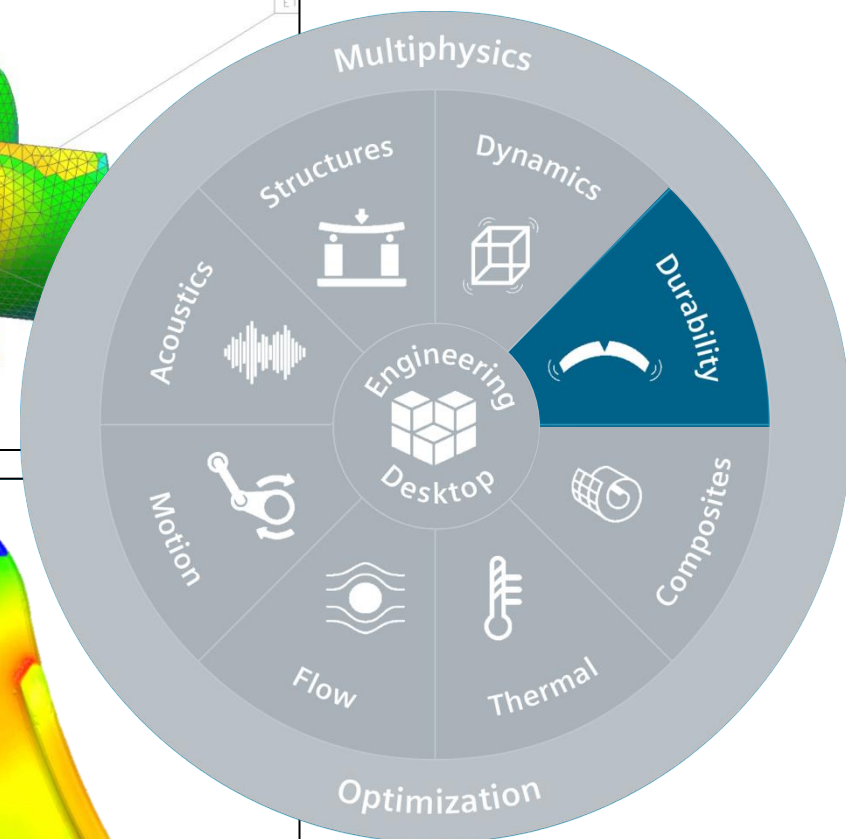 Multiphysics
Structures
Dynamics
Acoustics
Durability
Engineering
Desktop
Motion
Composites
Flow
Thermal
Optimization